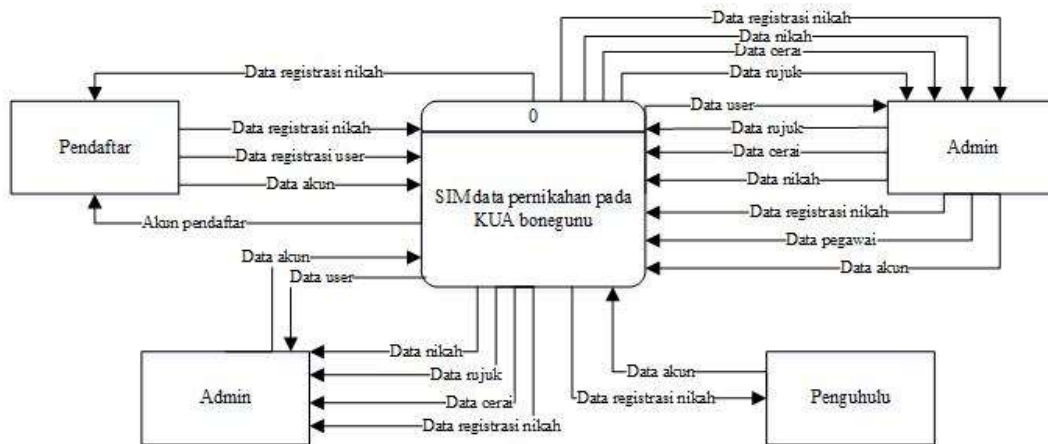 Data registrasi nikah
Data nikah
Data cerai
Data rujuk
Data registrasi nikah
0
Data user
Pendaftar
Data registrasi nikah
Data registrasi user
Data akun
Akun pendaftar
SIM data pernikahan pada
KUA bonegunu
Data rujuk
Data cerai
Data nikah
Admin
Data registrasi nikah
Data pegawai
Data akun
Data akun
Data user
Data nikah
Data rujuk
Data cerai
Data registrasi nikah
Admin
Data akun
Data registrasi nikah
Penguhulu